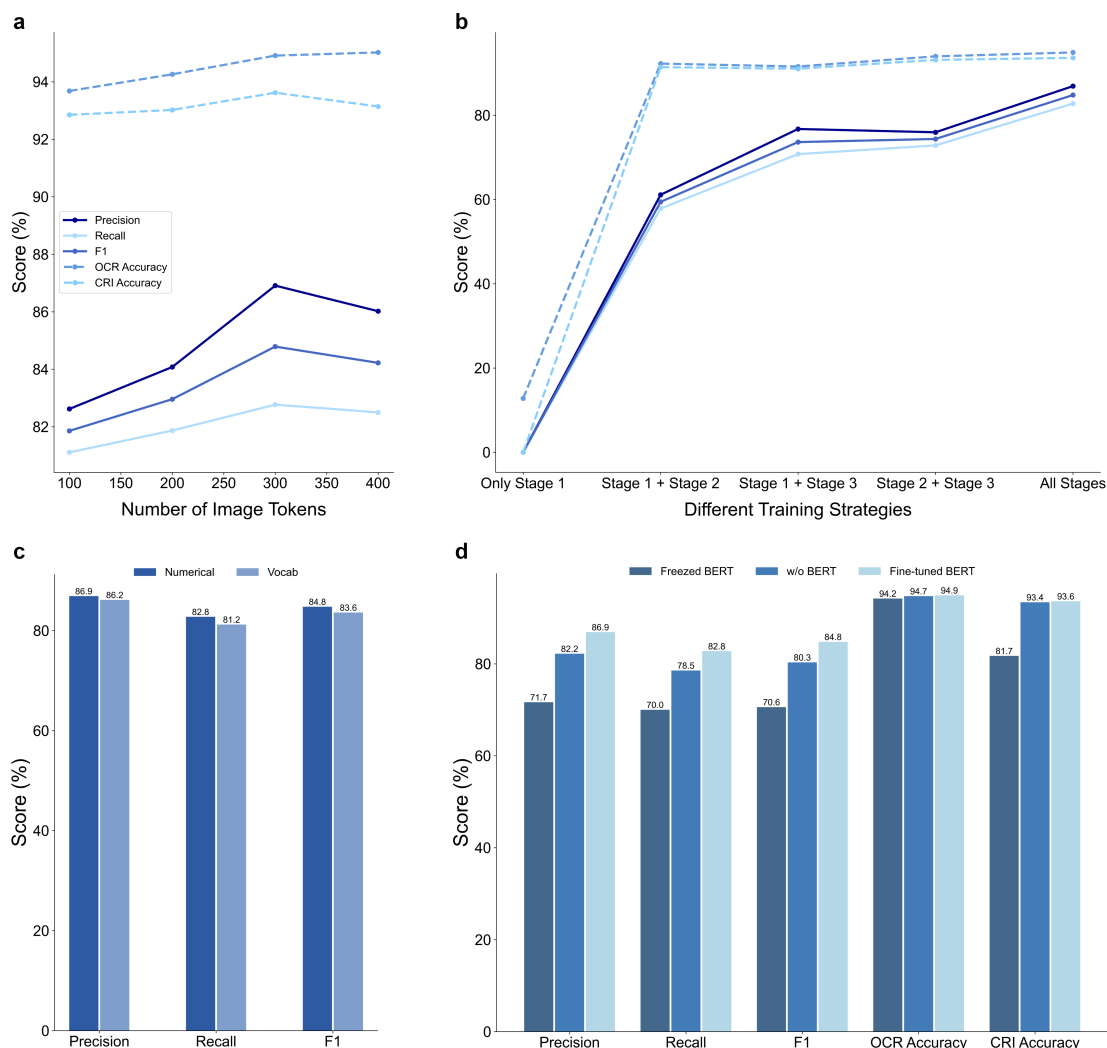 a
94
92
90
88
86
84
82
Score (%)
Precision
Recall
F1
OCR Accuracy
CRI Accuracy
100 150 200 250 300 350 400
Number of Image Tokens
b
80
60
40
20
0
Score (%)
Only Stage 1 Stage 1 + Stage 2 Stage 1 + Stage 3 Stage 2 + Stage 3 All Stages
Different Training Strategies
c
Numerical Vocab
86.9 86.2 82.8 81.2 84.8 83.6
80
60
40
20
0
Score (%)
Precision Recall F1
d
Freezed BERT w/o BERT Fine-tuned BERT
71.7 82.2 86.9 70.0 78.5 82.8 70.6 80.3 84.8 94.2 94.7 94.9 81.7 93.4 93.6
80
60
40
20
0
Score (%)
Precision Recall F1 OCR Accuracy CRI Accuracy